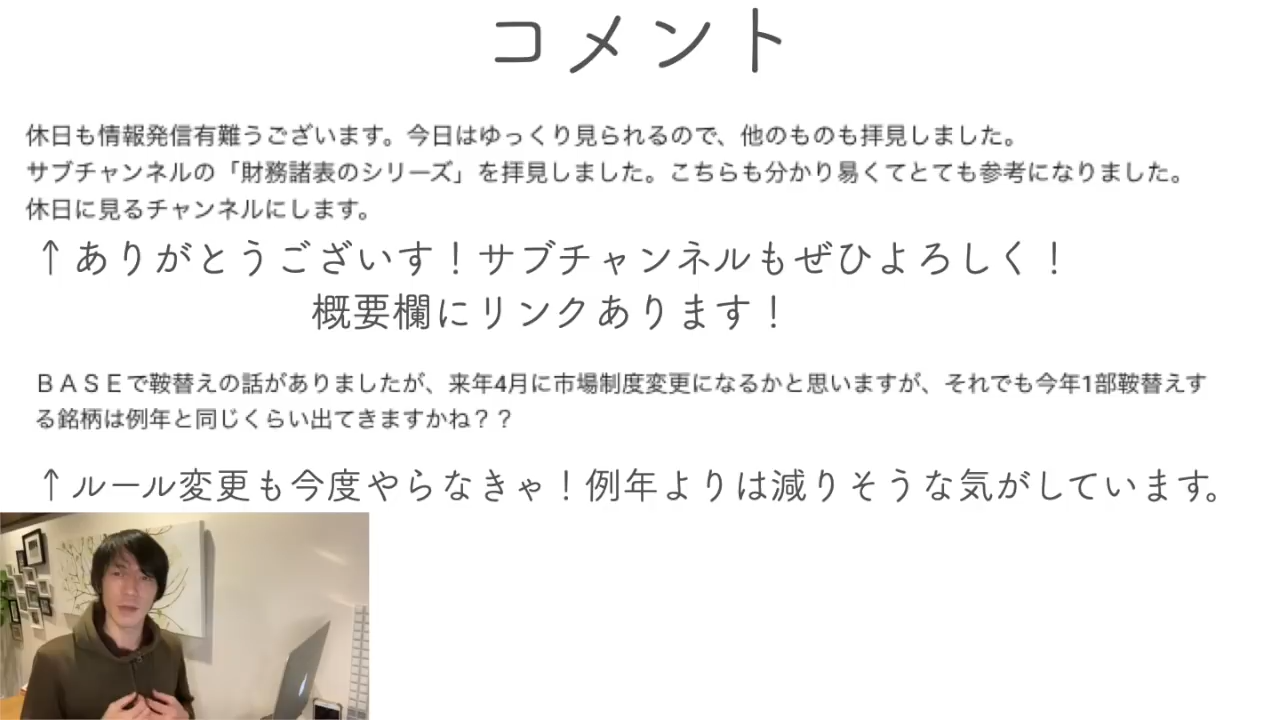 コメント
休日も情報発信有難うございます。今日はゆっくり見られるので、他のものも拝見しました。
サブチャンネルの「財務諸表のシリーズ」を拝見しました。こちらも分かり易くてとても参考になりました。
休日に見るチャンネルにします。
↑ありがとうございす！サブチャンネルもぜひよろしく！
概要欄にリンクあります！
ＢＡＳＥで鞍替えの話がありましたが、来年4月に市場制度変更になるかと思いますが、それでも今年1部鞍替えす
る銘柄は例年と同じくらい出てきますかね？？
↑ルール変更も今度やらなきゃ！例年よりは減りそうな気がしています。